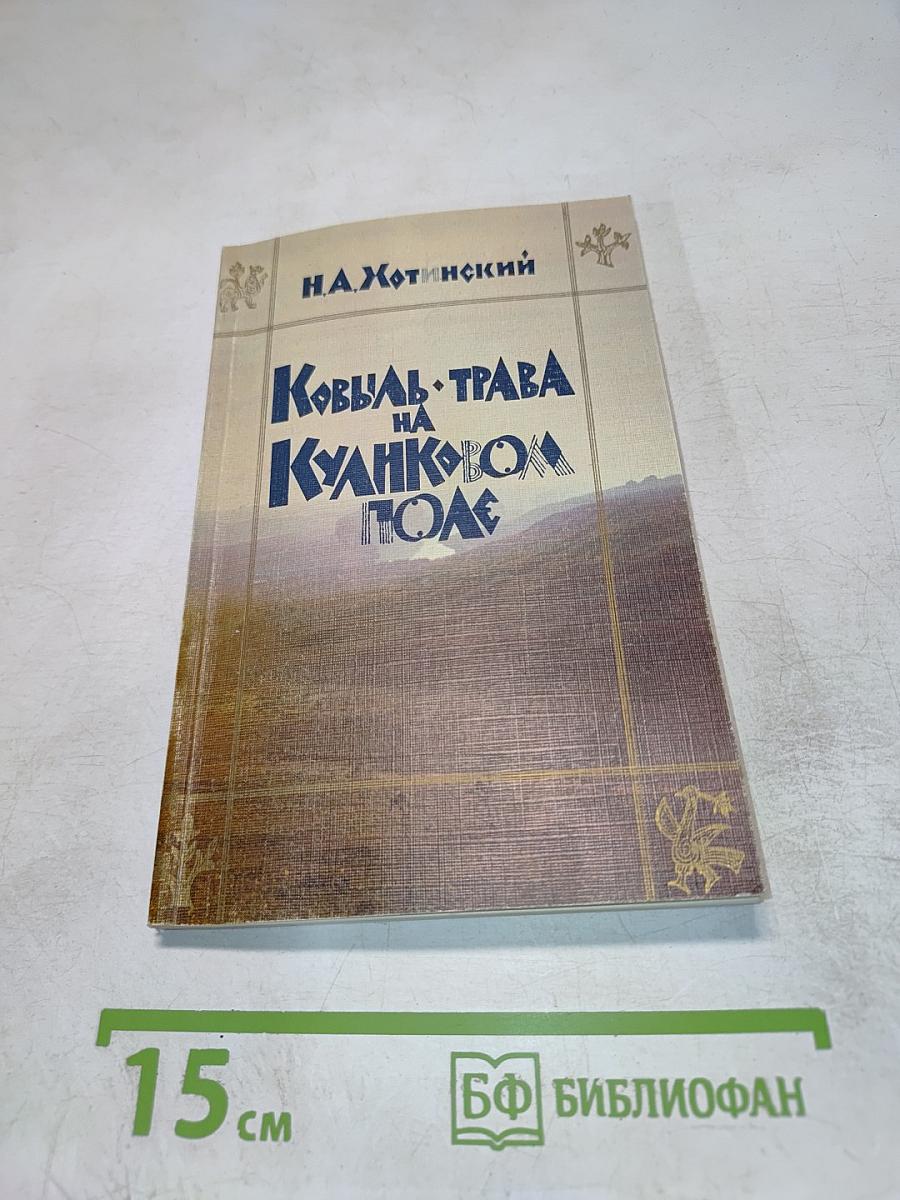 Н.А.Хотинский
Ковыль·трава
на
Куликовом
поле
15 см
БФ БИБЛИОФАН